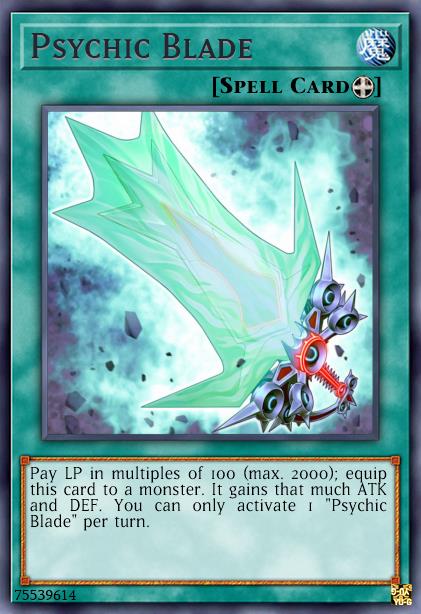 Psychic Blade
魔
[Spell Card]
Pay LP in multiples of 100 (max. 2000); equip
this card to a monster. It gains that much ATK
and DEF. You can only activate 1 "Psychic
Blade" per turn.
75539614